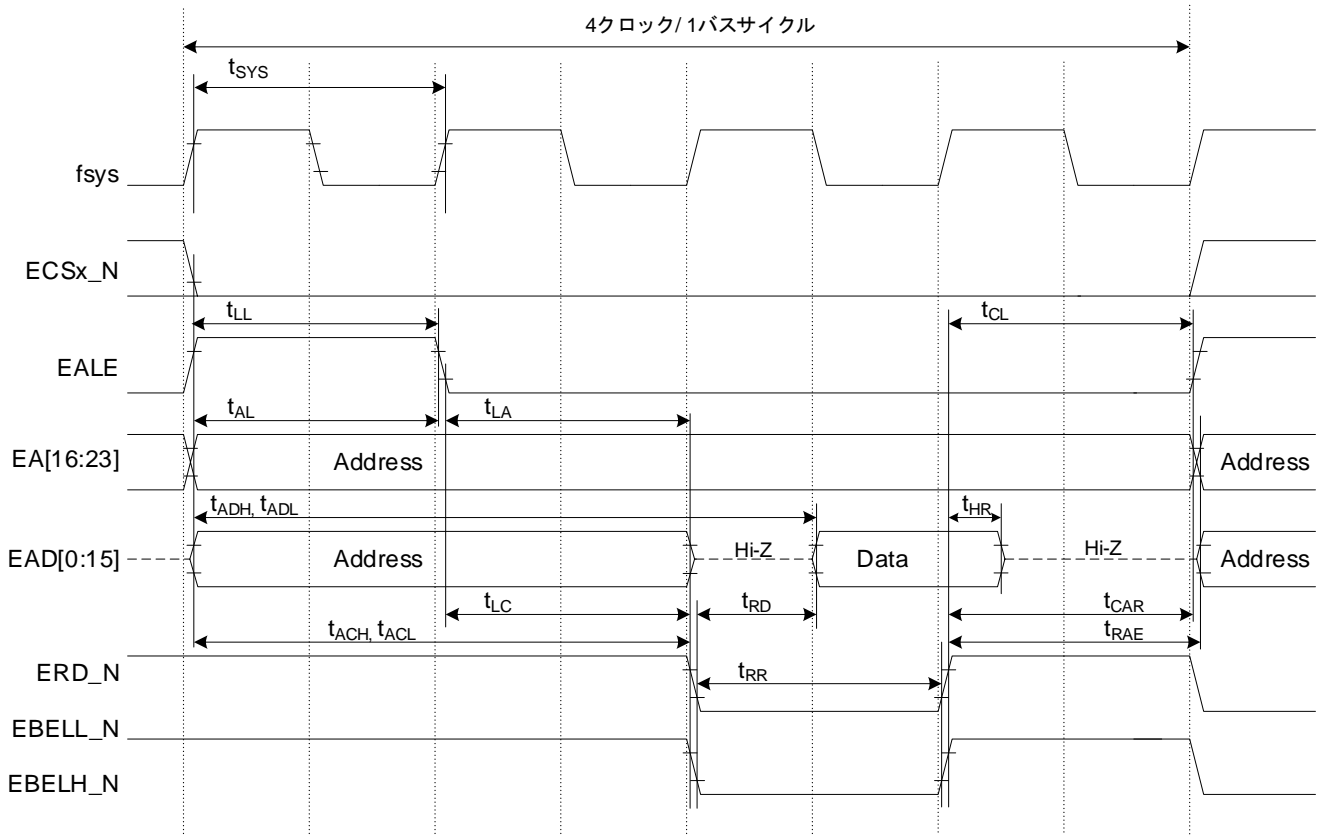 4クロック/1バスサイクル
tSYS
fsys
ECSx_N
tLL
tCL
EALE
tAL
tLA
EA[16:23]
Address
Address
tADH, tADL
tHR
EAD[0:15]
Address
Hi-Z
Data
Hi-Z
Address
tLC
tRD
tCAR
tACH, tACL
tRAE
ERD_N
tRR
EBELL_N
EBELH_N